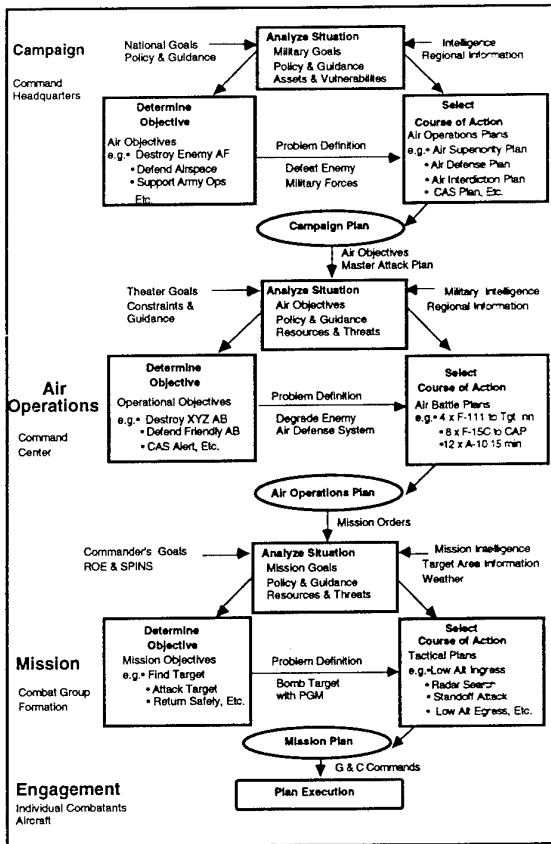 Campaign
Command
Headquarters
National Goals
Policy & Guidance
Analyze Situation
Military Goals
Policy & Guidance
Assets & Vulnerabilites
Intelligence
Regional Information
Determine
Objective
Air Objectives
e.g.• Destroy Enemy AF
• Defend Airspace
• Support Army Ops
Etc.
Problem Definition
Defeat Enemy
Military Forces
Select
Course of Action
Air Operations Plans
e.g.• Air Superiority Plan
• Air Defense Plan
• Air Interdiction Plan
• CAS Plan, Etc.
Campaign Plan
Air Objectives
Master Attack Plan
Air
Operations
Command
Center
Theater Goals
Constraints &
Guidance
Analyze Situation
Air Objectives
Policy & Guidance
Resources & Threats
Military Intelligence
Regional Information
Determine
Objective
Operational Objectives
e.g.• Destroy XYZ AB
• Defend Friendly AB
• CAS Alert, Etc.
Problem Definition
Degrade Enemy
Air Defense System
Select
Course of Action
Air Battle Plans
e.g.• 4 x F-111 to Tgt nn
• 8 x F-15C to CAP
• 12 x A-10 15 min
Air Operations Plan
Mission Orders
Mission
Combat Group
Formation
Commander's Goals
ROE & SPINS
Analyze Situation
Mission Goals
Policy & Guidance
Resources & Threats
Mission Intelligence
Target Area Information
Weather
Determine
Objective
Mission Objectives
e.g.• Find Target
• Attack Target
• Return Safely, Etc.
Problem Definition
Bomb Target
with PGM
Select
Course of Action
Tactical Plans
e.g.•Low Alt Ingress
• Radar Search
• Standoff Attack
• Low Alt Egress, Etc.
Mission Plan
G & C Commands
Engagement
Individual Combatants
Aircraft
Plan Execution